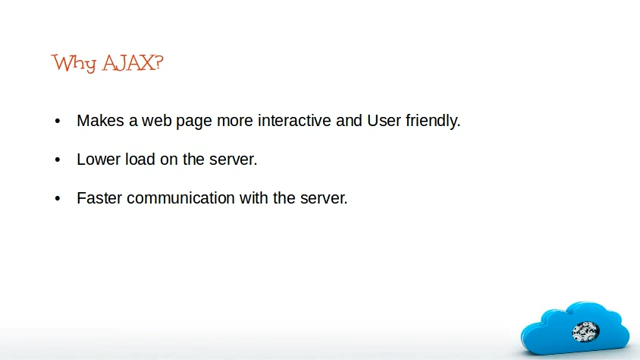 Why AJAX?
• Makes a web page more interactive and User friendly.
• Lower load on the server.
• Faster communication with the server.